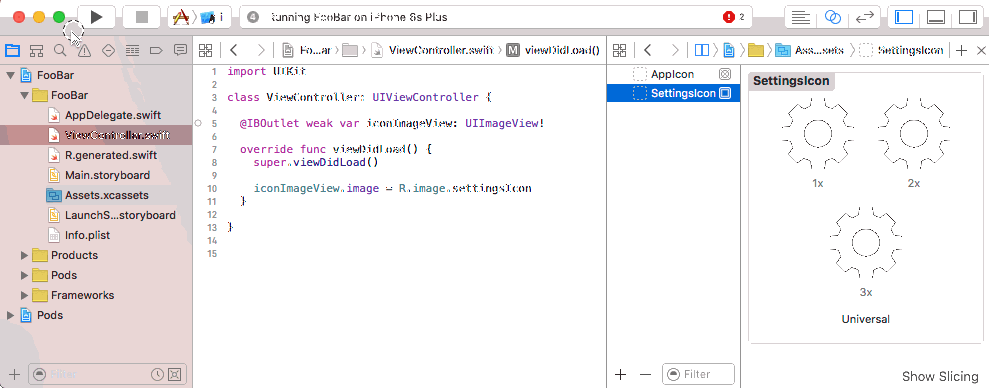 Running FooBar on iPhone 6s Plus
2
Fo...ar ViewController.swift M viewDidLoad()
Ass...sets SettingsIcon
FooBar
FooBar
AppDelegate.swift
ViewController.swift
R.generated.swift
Main.storyboard
Assets.xcassets
LaunchS...storyboard
Info.plist
Products
Pods
Frameworks
Pods
Filter
1 import UIKit
2
3 class ViewController: UIViewController {
4
5 @IBOutlet weak var iconImageView: UIImageView!
6
7 override func viewDidLoad() {
8 super.viewDidLoad()
9
10 iconImageView.image = R.image.settingsIcon
11 }
12
13 }
14
15
AppIcon
SettingsIcon
Filter
SettingsIcon
1x 2x
3x
Universal
Show Slicing